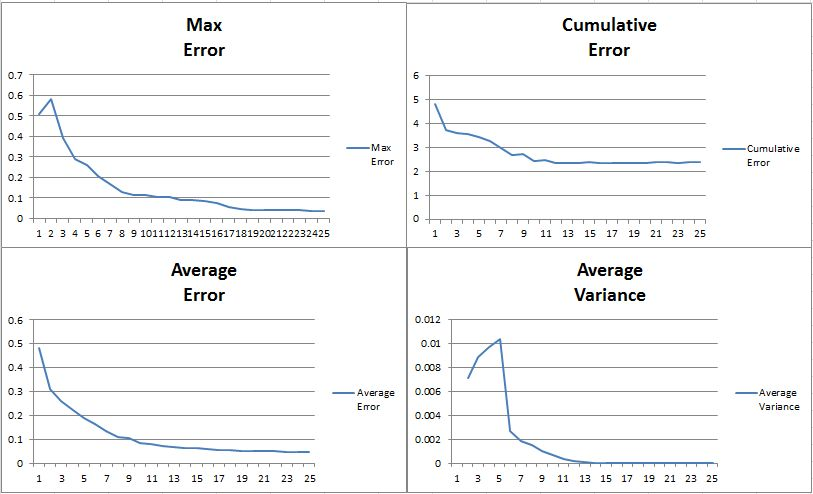 Max
Error
0.7
0.6
0.5
0.4
0.3
0.2
0.1
0
1 2 3 4 5 6 7 8 9 10 11 12 13 14 15 16 17 18 19 20 21 22 23 24 25
Max
Error
Cumulative
Error
6
5
4
3
2
1
0
1 3 5 7 9 11 13 15 17 19 21 23 25
Cumulative
Error
Average
Error
0.6
0.5
0.4
0.3
0.2
0.1
0
1 3 5 7 9 11 13 15 17 19 21 23 25
Average
Error
Average
Variance
0.012
0.01
0.008
0.006
0.004
0.002
0
1 3 5 7 9 11 13 15 17 19 21 23 25
Average
Variance